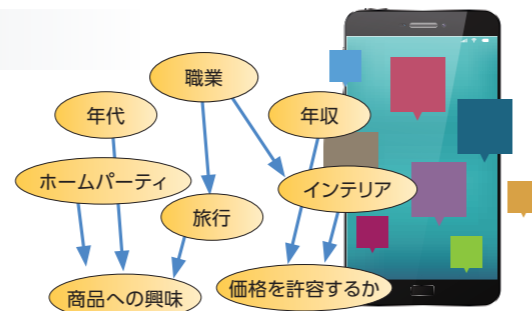 職業
年代
年収
ホームパーティ
インテリア
旅行
商品への興味
価格を許容するか